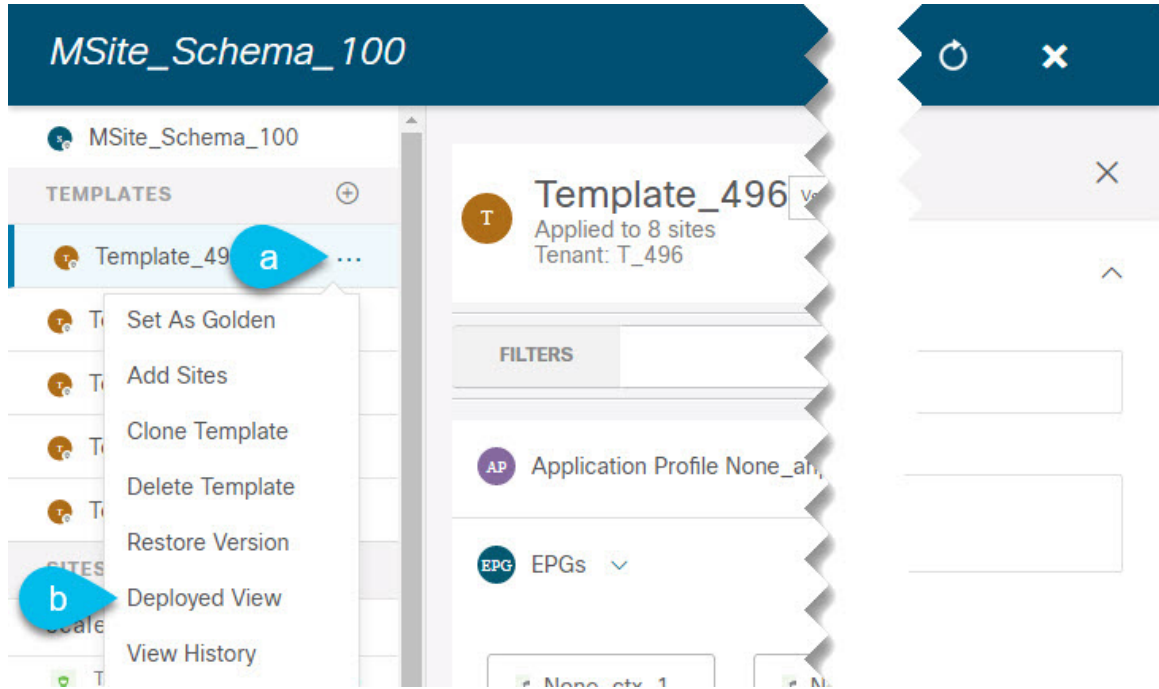 MSite_Schema_100
MSite_Schema_100
TEMPLATES
Template_49
a
...
Set As Golden
Add Sites
Clone Template
Delete Template
Restore Version
b
Deployed View
View History
T
Template_496
Applied to 8 sites
Tenant: T_496
FILTERS
AP Application Profile
EPG EPGs
None_ctx_1